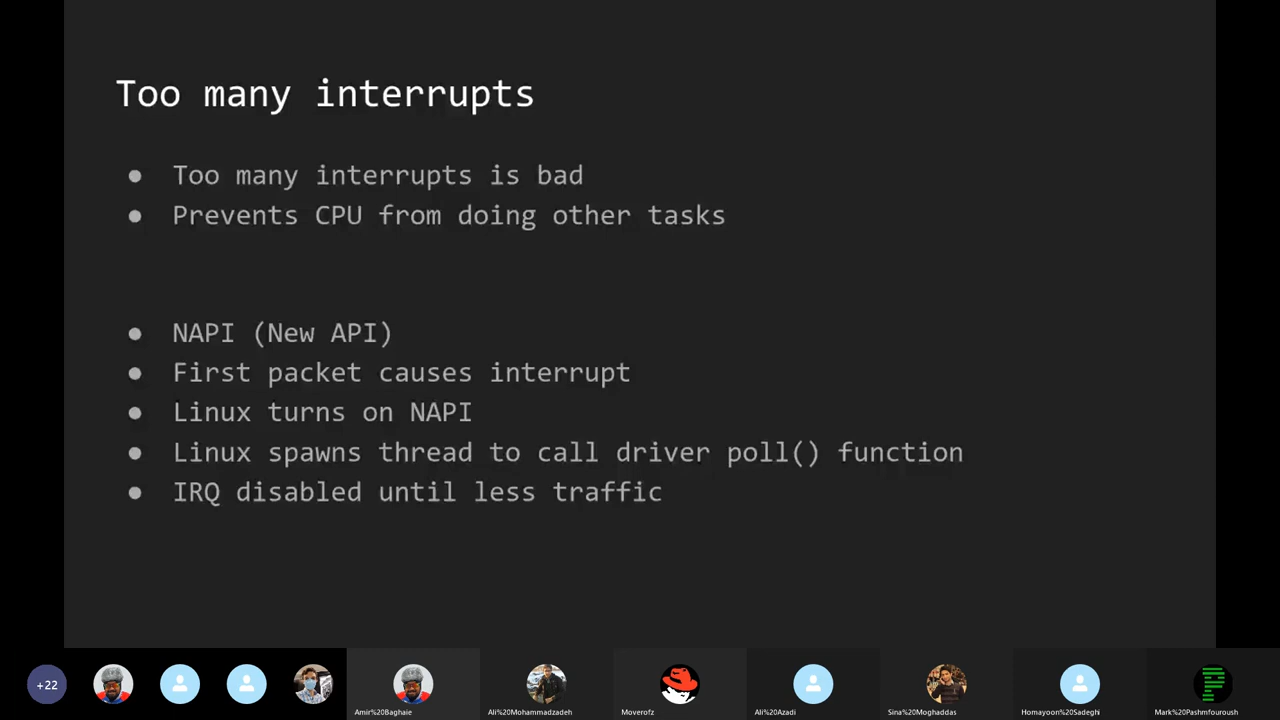 Too many interrupts
● Too many interrupts is bad
● Prevents CPU from doing other tasks
● NAPI (New API)
● First packet causes interrupt
● Linux turns on NAPI
● Linux spawns thread to call driver poll() function
● IRQ disabled until less traffic
+22
Amir%20Baghaie
Ali%20Mohammadzadeh
Moverofz
Ali%20Azadi
Sina%20Moghaddas
Homayoon%20Sadeghi
Mark%20Pashmfouroush